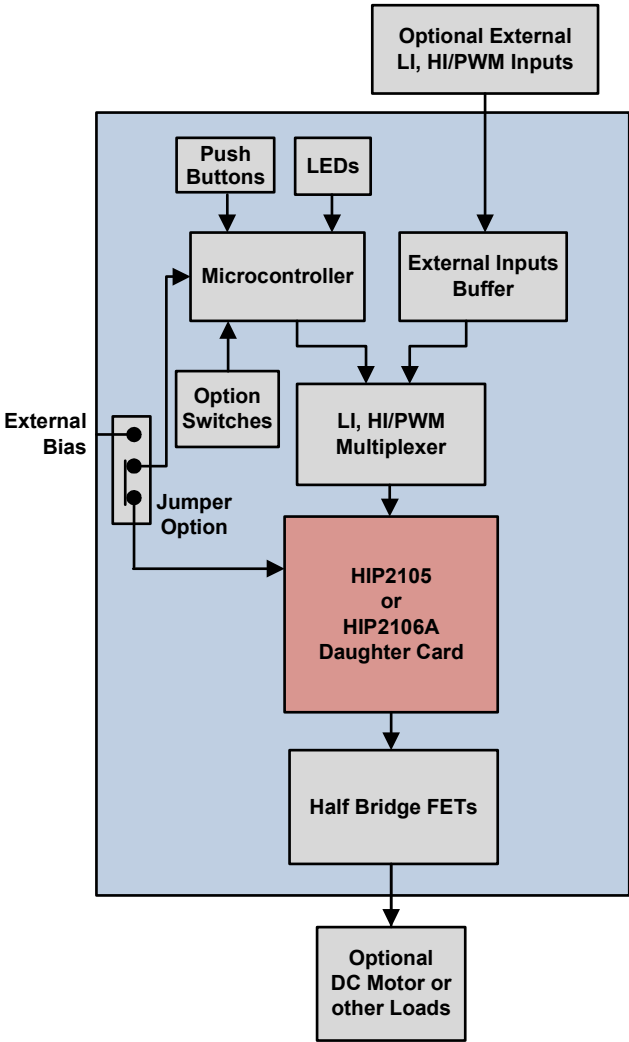 Optional External
LI, HI/PWM Inputs
Push
Buttons
LEDs
Microcontroller
External Inputs
Buffer
Option
Switches
LI, HI/PWM
Multiplexer
External
Bias
Jumper
Option
HIP2105
or
HIP2106A
Daughter Card
Half Bridge FETs
Optional
DC Motor or
other Loads